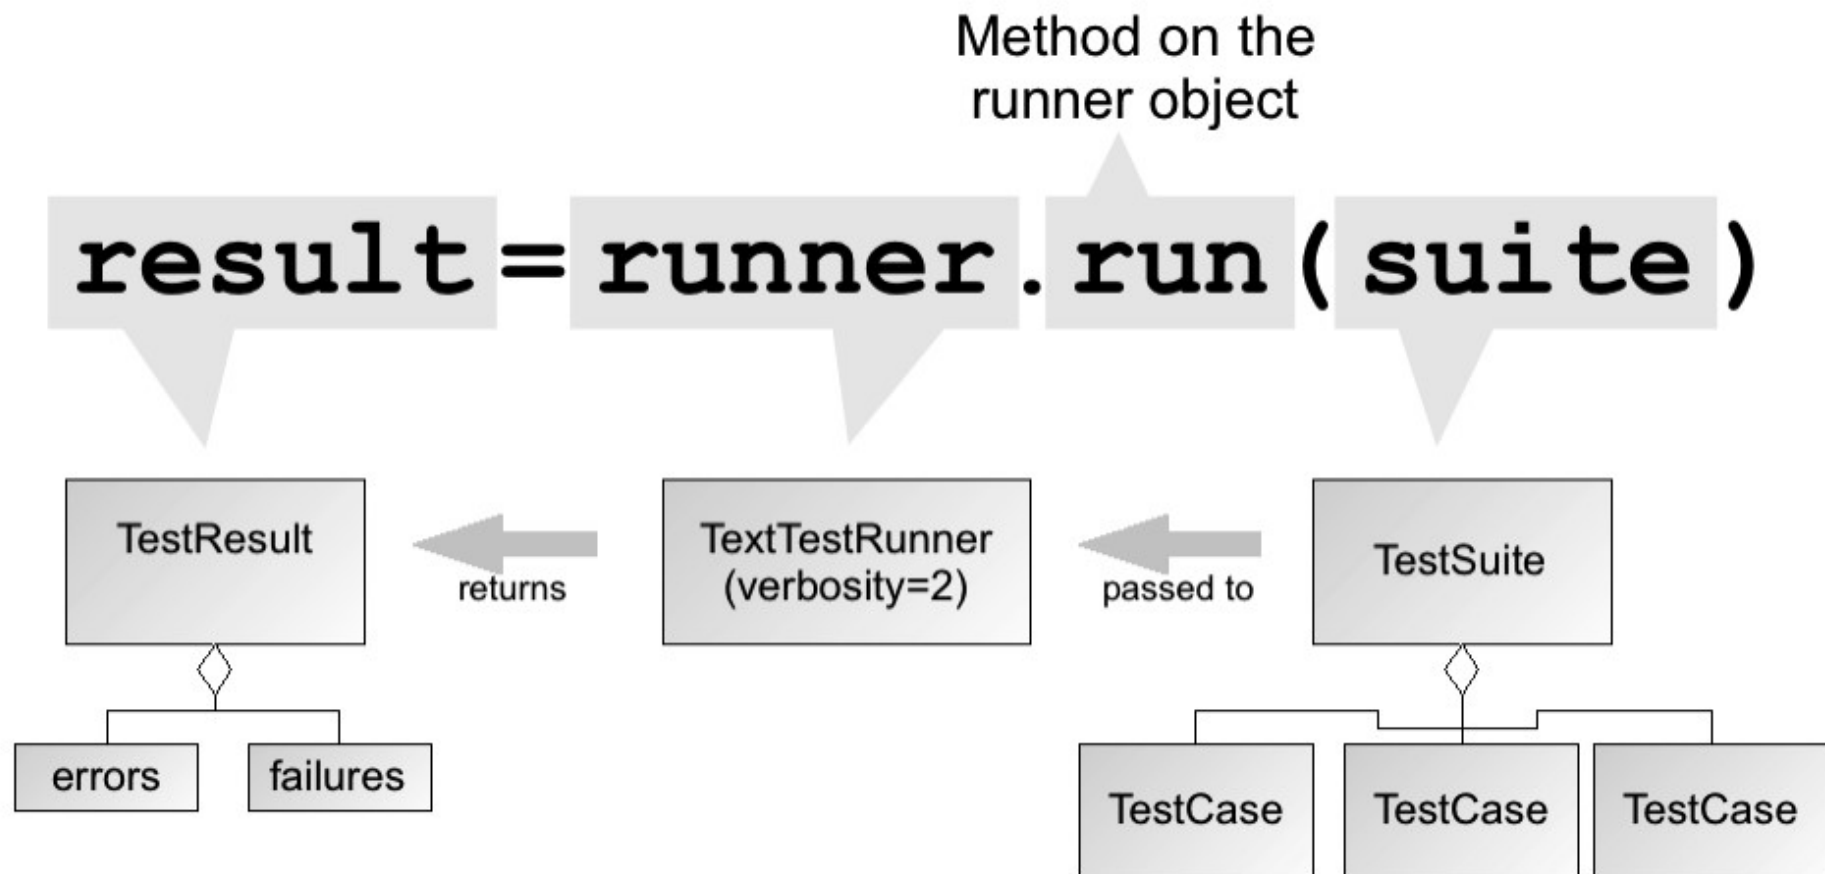 Method on the
runner object
result=runner.run(suite)
TestResult
returns
TextTestRunner
(verbosity=2)
passed to
TestSuite
errors
failures
TestCase
TestCase
TestCase